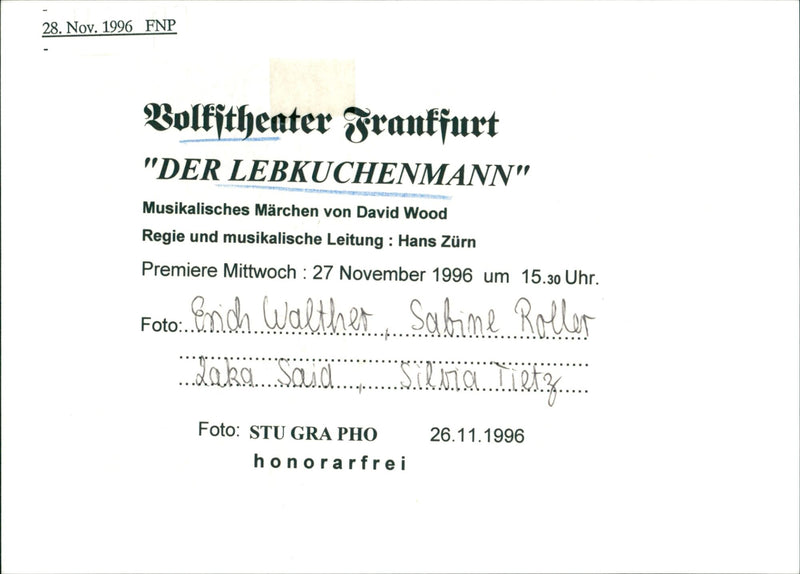 28. Nov. 1996 FNP
Volkstheater Frankfurt
"DER LEBKUCHENMANN"
Musikalisches Märchen von David Wood
Regie und musikalische Leitung : Hans Zürn
Premiere Mittwoch : 27 November 1996 um 15.30 Uhr.
Foto: Erich Walther, Sabine Roller
Zaka Said, Silvia Tietz
Foto: STU GRA PHO 26.11.1996
honorarfrei